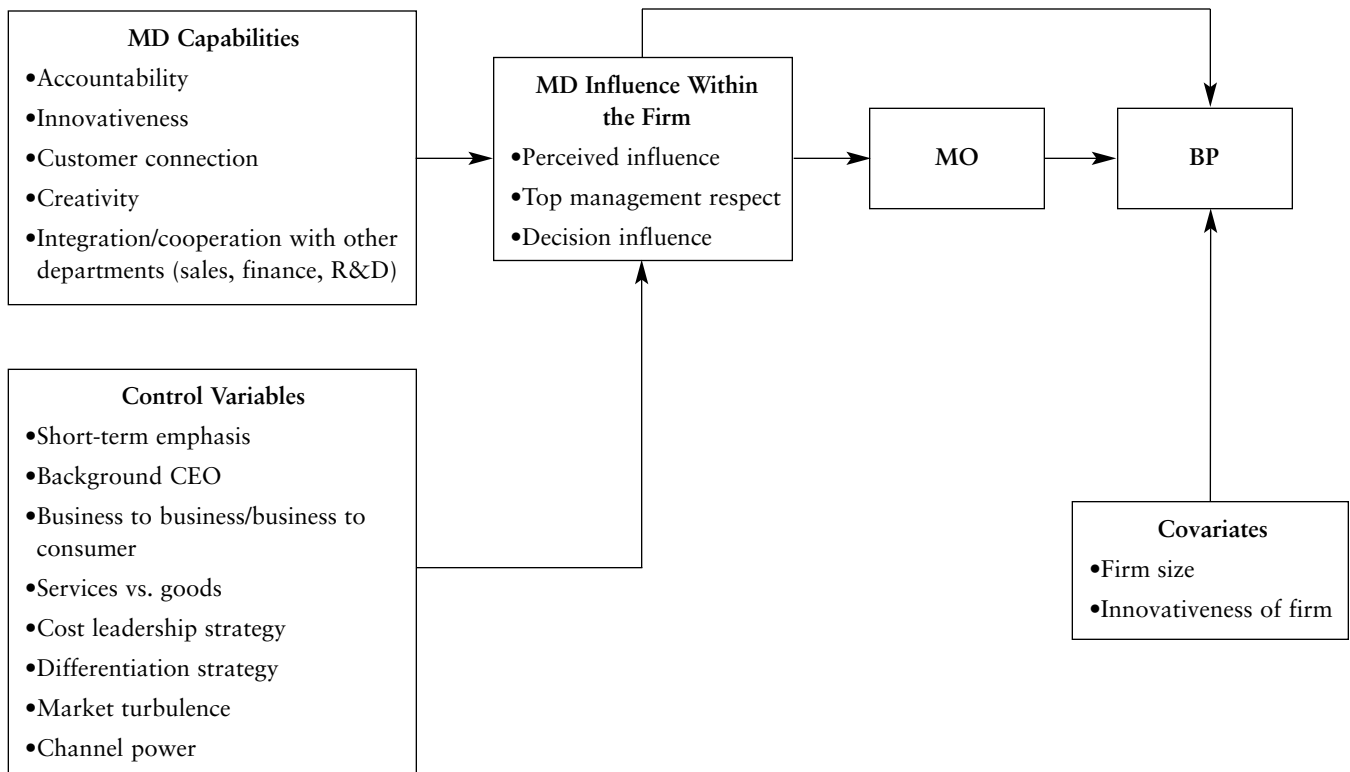 MD Capabilities
•Accountability
•Innovativeness
•Customer connection
•Creativity
•Integration/cooperation with other
departments (sales, finance, R&D)
MD Influence Within
the Firm
•Perceived influence
•Top management respect
•Decision influence
MO
BP
Control Variables
•Short-term emphasis
•Background CEO
•Business to business/business to
consumer
•Services vs. goods
•Cost leadership strategy
•Differentiation strategy
•Market turbulence
•Channel power
Covariates
•Firm size
•Innovativeness of firm